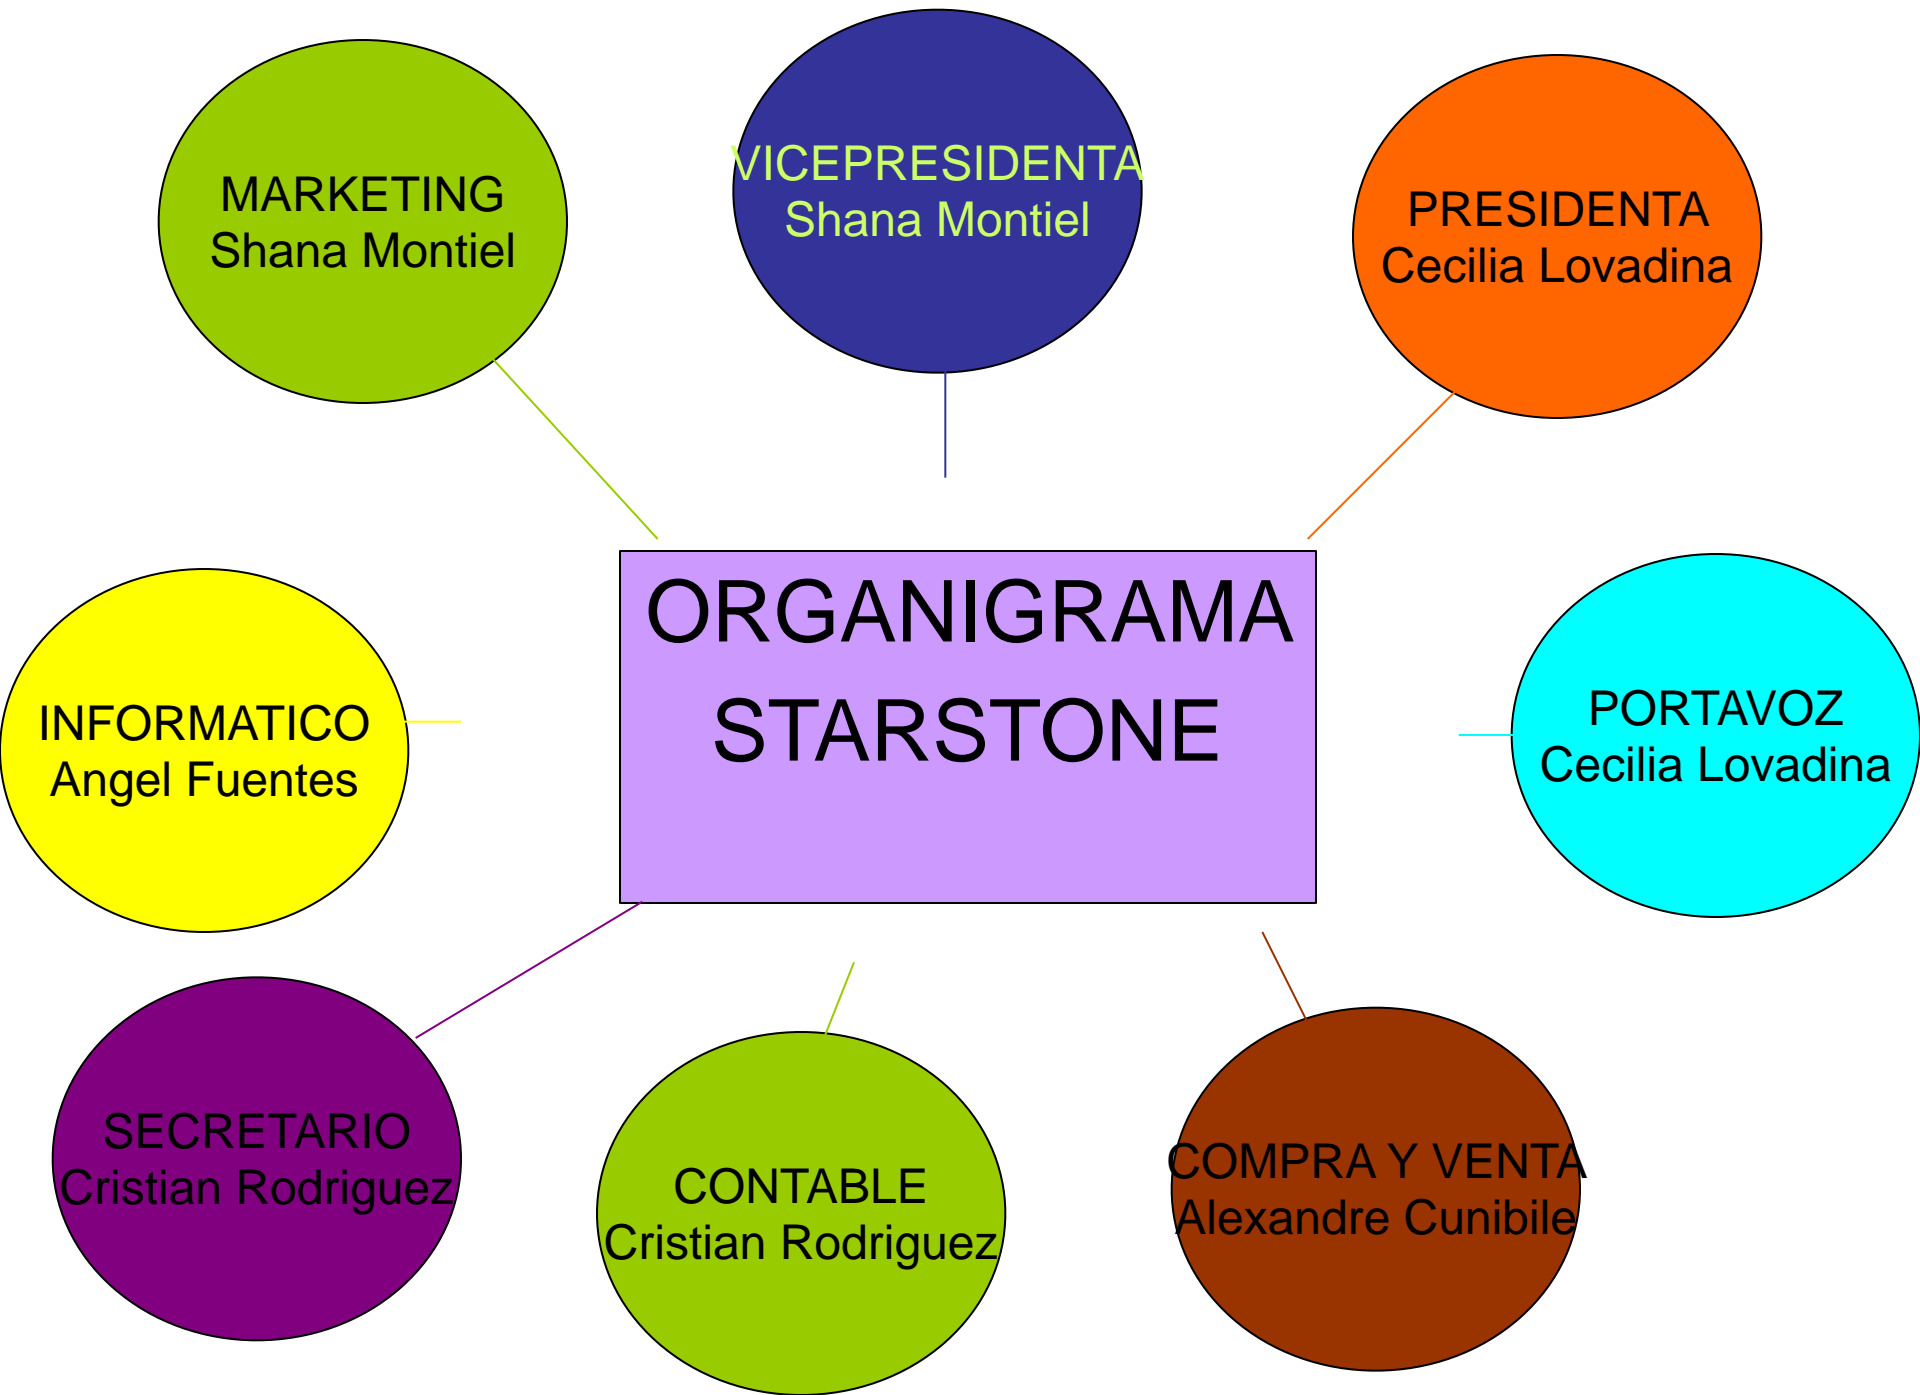 MARKETING
Shana Montiel
VICEPRESIDENTA
Shana Montiel
PRESIDENTA
Cecilia Lovadina
ORGANIGRAMA
STARSTONE
INFORMATICO
Angel Fuentes
PORTAVOZ
Cecilia Lovadina
SECRETARIO
Cristian Rodriguez
CONTABLE
Cristian Rodriguez
COMPRA Y VENTA
Alexandre Cunibile